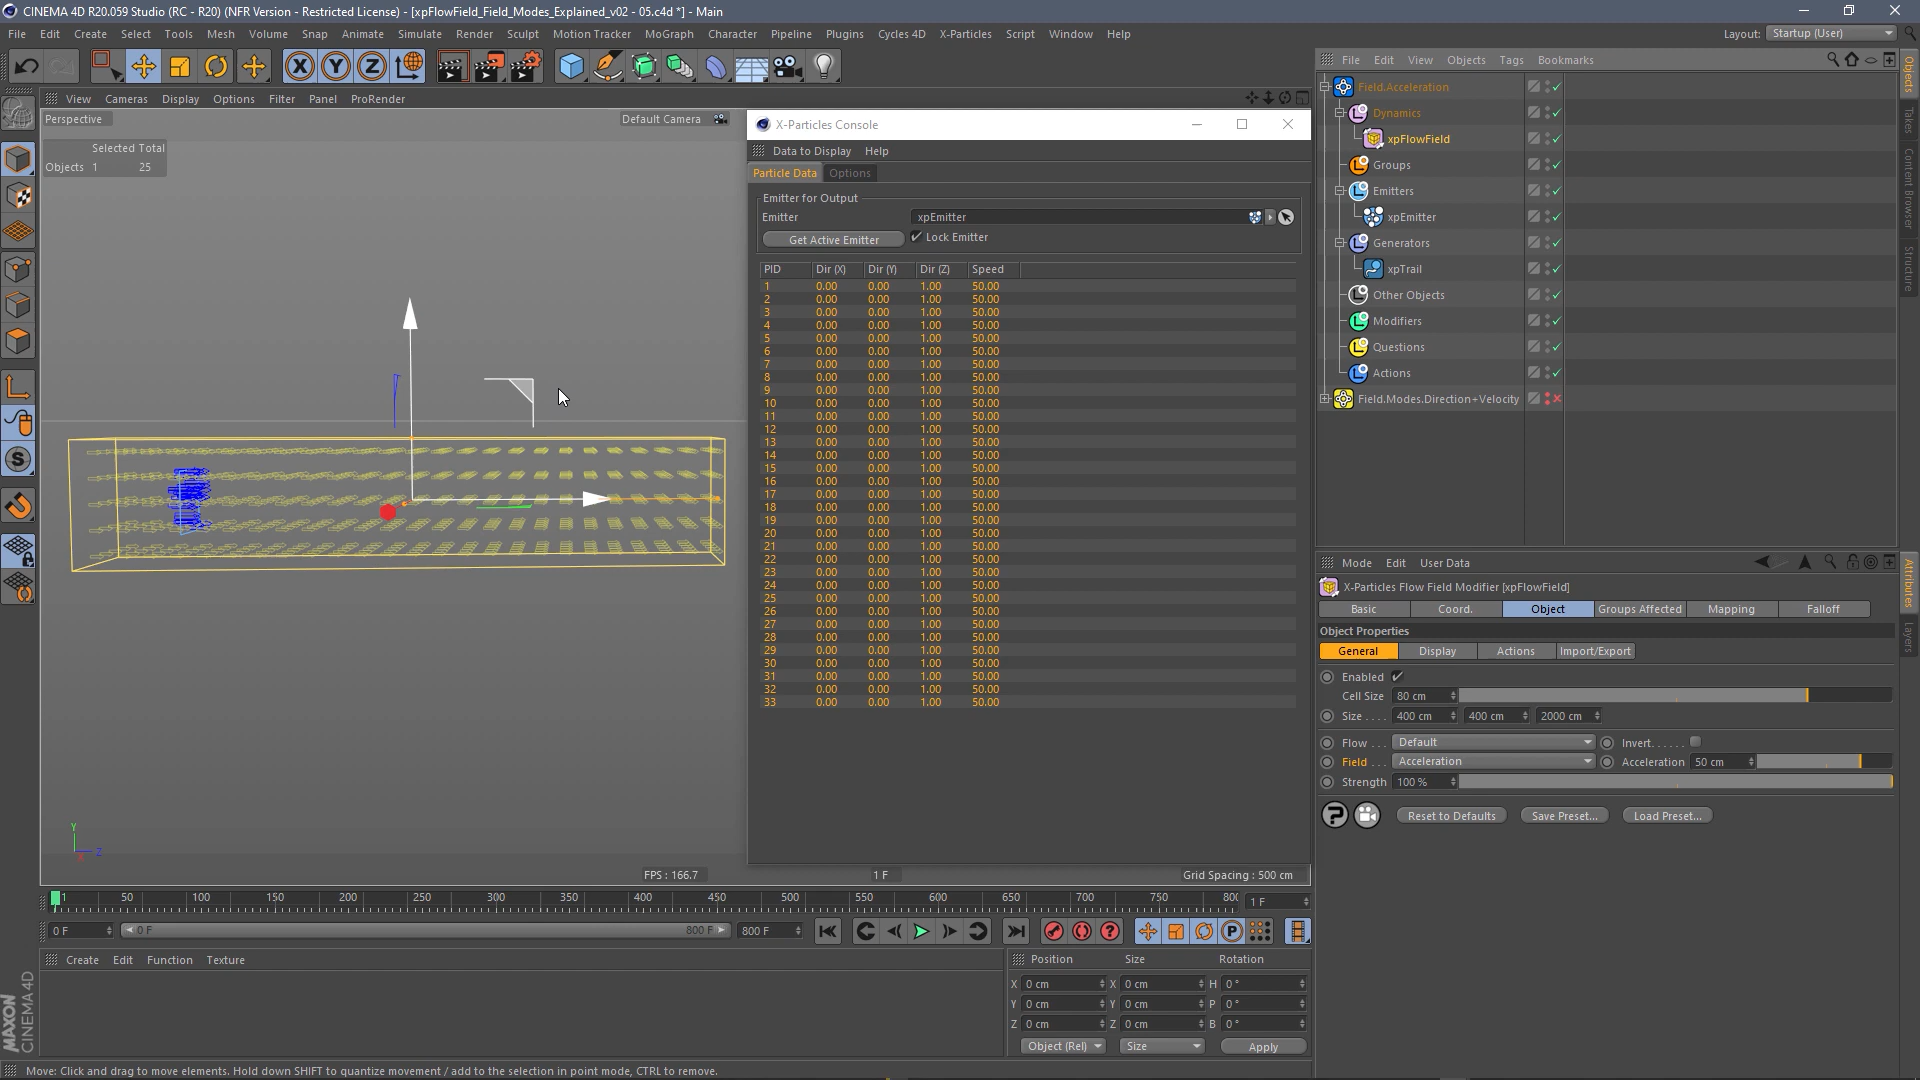 CINEMA 4D R20.059 Studio (RC - R20) (NFR Version - Restricted License) - [xpFlowField_Field_Modes_Explained_v02 - 05.c4d *] - Main
File Edit Create Select Tools Mesh Volume Snap Animate Simulate Render Sculpt Motion Tracker MoGraph Character Pipeline Plugins Cycles 4D X-Particles Script Window Help
Layout: Startup (User)
View Cameras Display Options Filter Panel ProRender
Perspective
Default Camera
Selected Total
Objects 1 25
X-Particles Console
Data to Display Help
Particle Data Options
Emitter for Output
Emitter xpEmitter
Get Active Emitter Lock Emitter
PID Dir (X) Dir (Y) Dir (Z) Speed
1 0.00 0.00 1.00 50.00
2 0.00 0.00 1.00 50.00
3 0.00 0.00 1.00 50.00
4 0.00 0.00 1.00 50.00
5 0.00 0.00 1.00 50.00
6 0.00 0.00 1.00 50.00
7 0.00 0.00 1.00 50.00
8 0.00 0.00 1.00 50.00
9 0.00 0.00 1.00 50.00
10 0.00 0.00 1.00 50.00
11 0.00 0.00 1.00 50.00
12 0.00 0.00 1.00 50.00
13 0.00 0.00 1.00 50.00
14 0.00 0.00 1.00 50.00
15 0.00 0.00 1.00 50.00
16 0.00 0.00 1.00 50.00
17 0.00 0.00 1.00 50.00
18 0.00 0.00 1.00 50.00
19 0.00 0.00 1.00 50.00
20 0.00 0.00 1.00 50.00
21 0.00 0.00 1.00 50.00
22 0.00 0.00 1.00 50.00
23 0.00 0.00 1.00 50.00
24 0.00 0.00 1.00 50.00
25 0.00 0.00 1.00 50.00
26 0.00 0.00 1.00 50.00
27 0.00 0.00 1.00 50.00
28 0.00 0.00 1.00 50.00
29 0.00 0.00 1.00 50.00
30 0.00 0.00 1.00 50.00
31 0.00 0.00 1.00 50.00
32 0.00 0.00 1.00 50.00
33 0.00 0.00 1.00 50.00
Y
X Z
FPS : 166.7
1 F
Grid Spacing : 500 cm
1 50 100 150 200 250 300 350 400 450 500 550 600 650 700 750 800
1 F
0 F 0 F 800 F 800 F
Create Edit Function Texture
Position Size Rotation
X 0 cm X 0 cm H 0 °
Y 0 cm Y 0 cm P 0 °
Z 0 cm Z 0 cm B 0 °
Object (Rel) Size Apply
MAXON
CINEMA 4D
Move: Click and drag to move elements. Hold down SHIFT to quantize movement / add to the selection in point mode, CTRL to remove.
File Edit View Objects Tags Bookmarks
Field.Acceleration
Dynamics
xpFlowField
Groups
Emitters
xpEmitter
Generators
xpTrail
Other Objects
Modifiers
Questions
Actions
Field.Modes.Direction+Velocity
Objects
Takes
Content Browser
Structure
Mode Edit User Data
X-Particles Flow Field Modifier [xpFlowField]
Basic Coord. Object Groups Affected Mapping Falloff
Object Properties
General Display Actions Import/Export
Enabled
Cell Size 80 cm
Size . . . . 400 cm 400 cm 2000 cm
Flow . . . Default Invert. . . . . .
Field . . . Acceleration Acceleration 50 cm
Strength 100 %
Reset to Defaults Save Preset... Load Preset...
Attributes
Layers